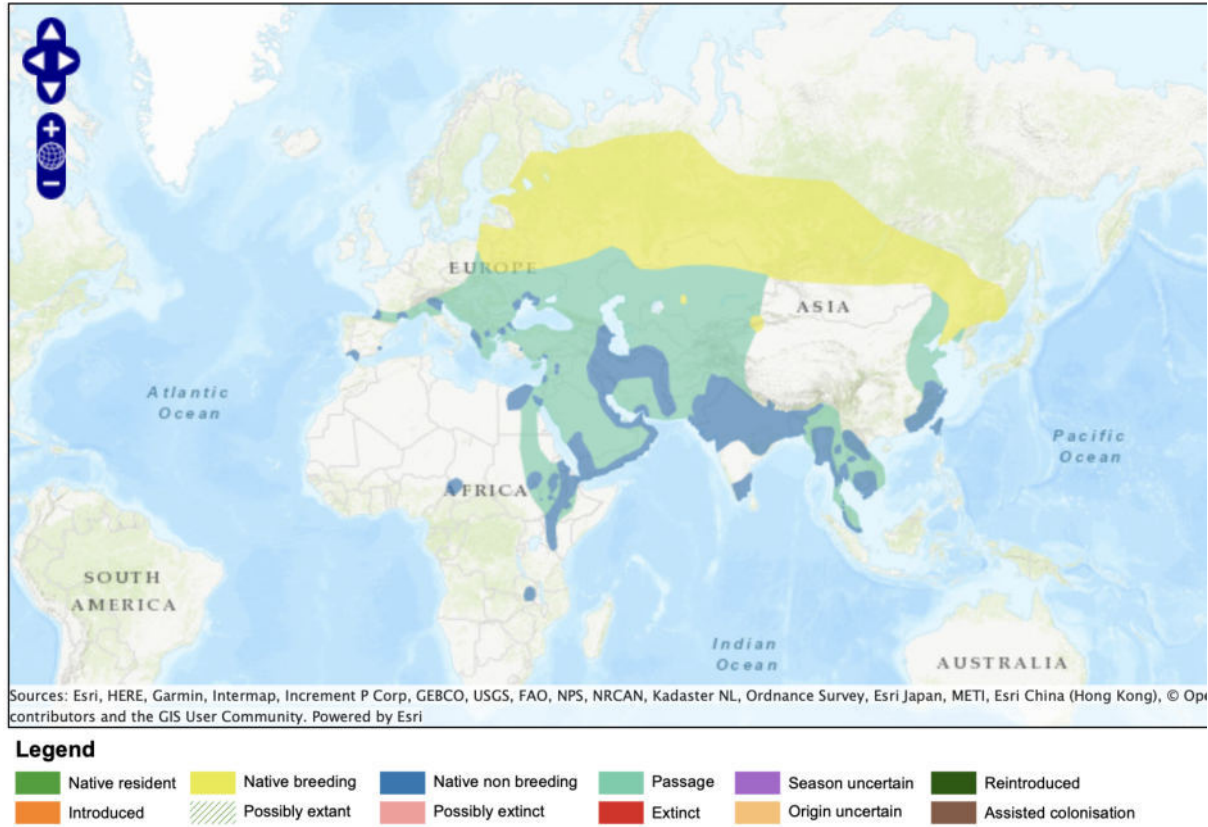 EUROPE
ASIA
Atlantic
Ocean
Pacific
Ocean
AFRICA
SOUTH
AMERICA
Indian
Ocean
AUSTRALIA
Sources: Esri, HERE, Garmin, Intermap, Increment P Corp, GEBCO, USGS, FAO, NPS, NRCAN, Kadaster NL, Ordnance Survey, Esri Japan, METI, Esri China (Hong Kong), © Ope
contributors and the GIS User Community. Powered by Esri
Legend
Native resident Native breeding Native non breeding Passage Season uncertain Reintroduced
Introduced Possibly extant Possibly extinct Extinct Origin uncertain Assisted colonisation